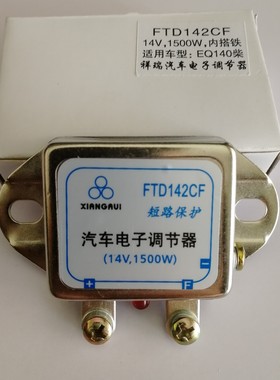 FTD142CF
14V,1500W,内搭铁
适用车型:EQ140柴
祥瑞汽车电子调节器
XIANGRUI
FTD142CF
短路保护
汽车电子调节器
(14V,1500W)
−
+
F